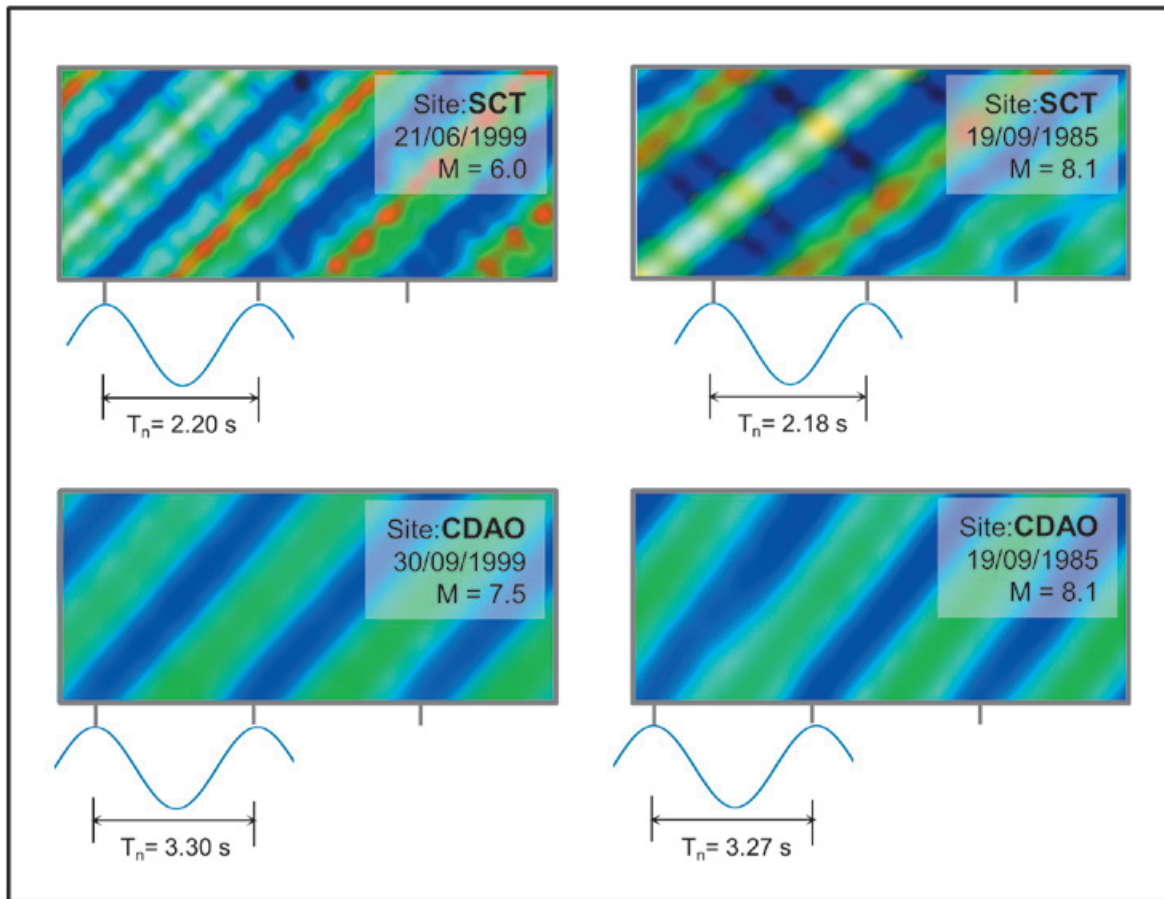 Site:SCT
21/06/1999
M = 6.0
Tn= 2.20 s
Site:SCT
19/09/1985
M = 8.1
Tn= 2.18 s
Site:CDAO
30/09/1999
M = 7.5
Tn= 3.30 s
Site:CDAO
19/09/1985
M = 8.1
Tn= 3.27 s